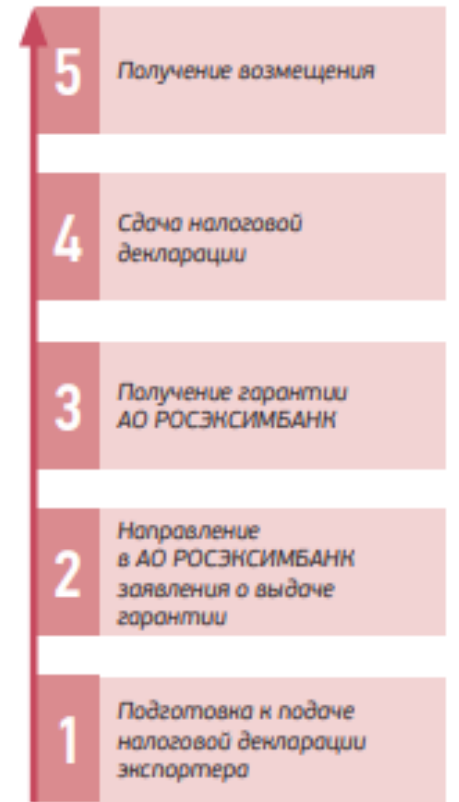 5
Получение возмещения
4
Сдача налоговой
декларации
3
Получение гарантии
АО РОСЭКСИМБАНК
2
Направление
в АО РОСЭКСИМБАНК
заявления о выдаче
гарантии
1
Подготовка к подаче
налоговой декларации
экспортера